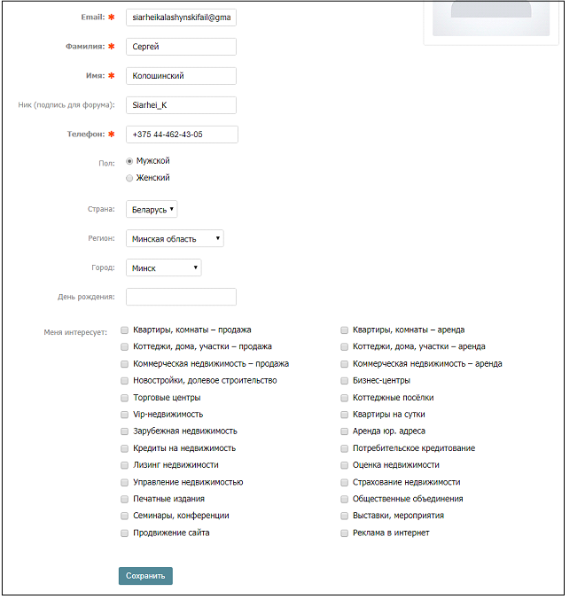 Email: * siarheikalashynskifail@gma
Фамилия: * Сергей
Имя: * Колошинский
Ник (подпись для форума): Siarhei_K
Телефон: * +375 44-462-43-05
Пол: Мужской
Женский
Страна: Беларусь
Регион: Минская область
Город: Минск
День рождения:
Меня интересует: Квартиры, комнаты – продажа Квартиры, комнаты – аренда
Коттеджи, дома, участки – продажа Коттеджи, дома, участки – аренда
Коммерческая недвижимость – продажа Коммерческая недвижимость – аренда
Новостройки, долевое строительство Бизнес-центры
Торговые центры Коттеджные посёлки
Vip-недвижимость Квартиры на сутки
Зарубежная недвижимость Аренда юр. адреса
Кредиты на недвижимость Потребительское кредитование
Лизинг недвижимости Оценка недвижимости
Управление недвижимостью Страхование недвижимости
Печатные издания Общественные объединения
Семинары, конференции Выставки, мероприятия
Продвижение сайта Реклама в интернет
Сохранить